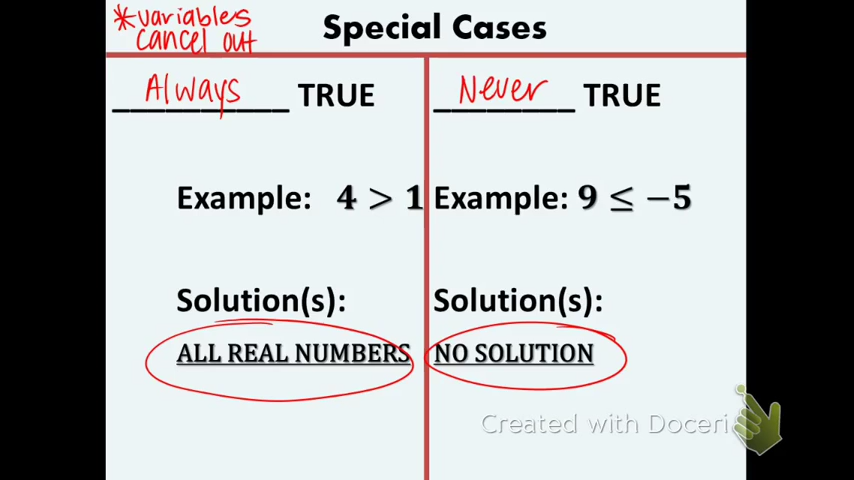 *variables
cancel out
Special Cases
Always TRUE
Never TRUE
Example: 4 > 1
Example: 9 ≤ −5
Solution(s):
Solution(s):
ALL REAL NUMBERS
NO SOLUTION
Created with Doceri